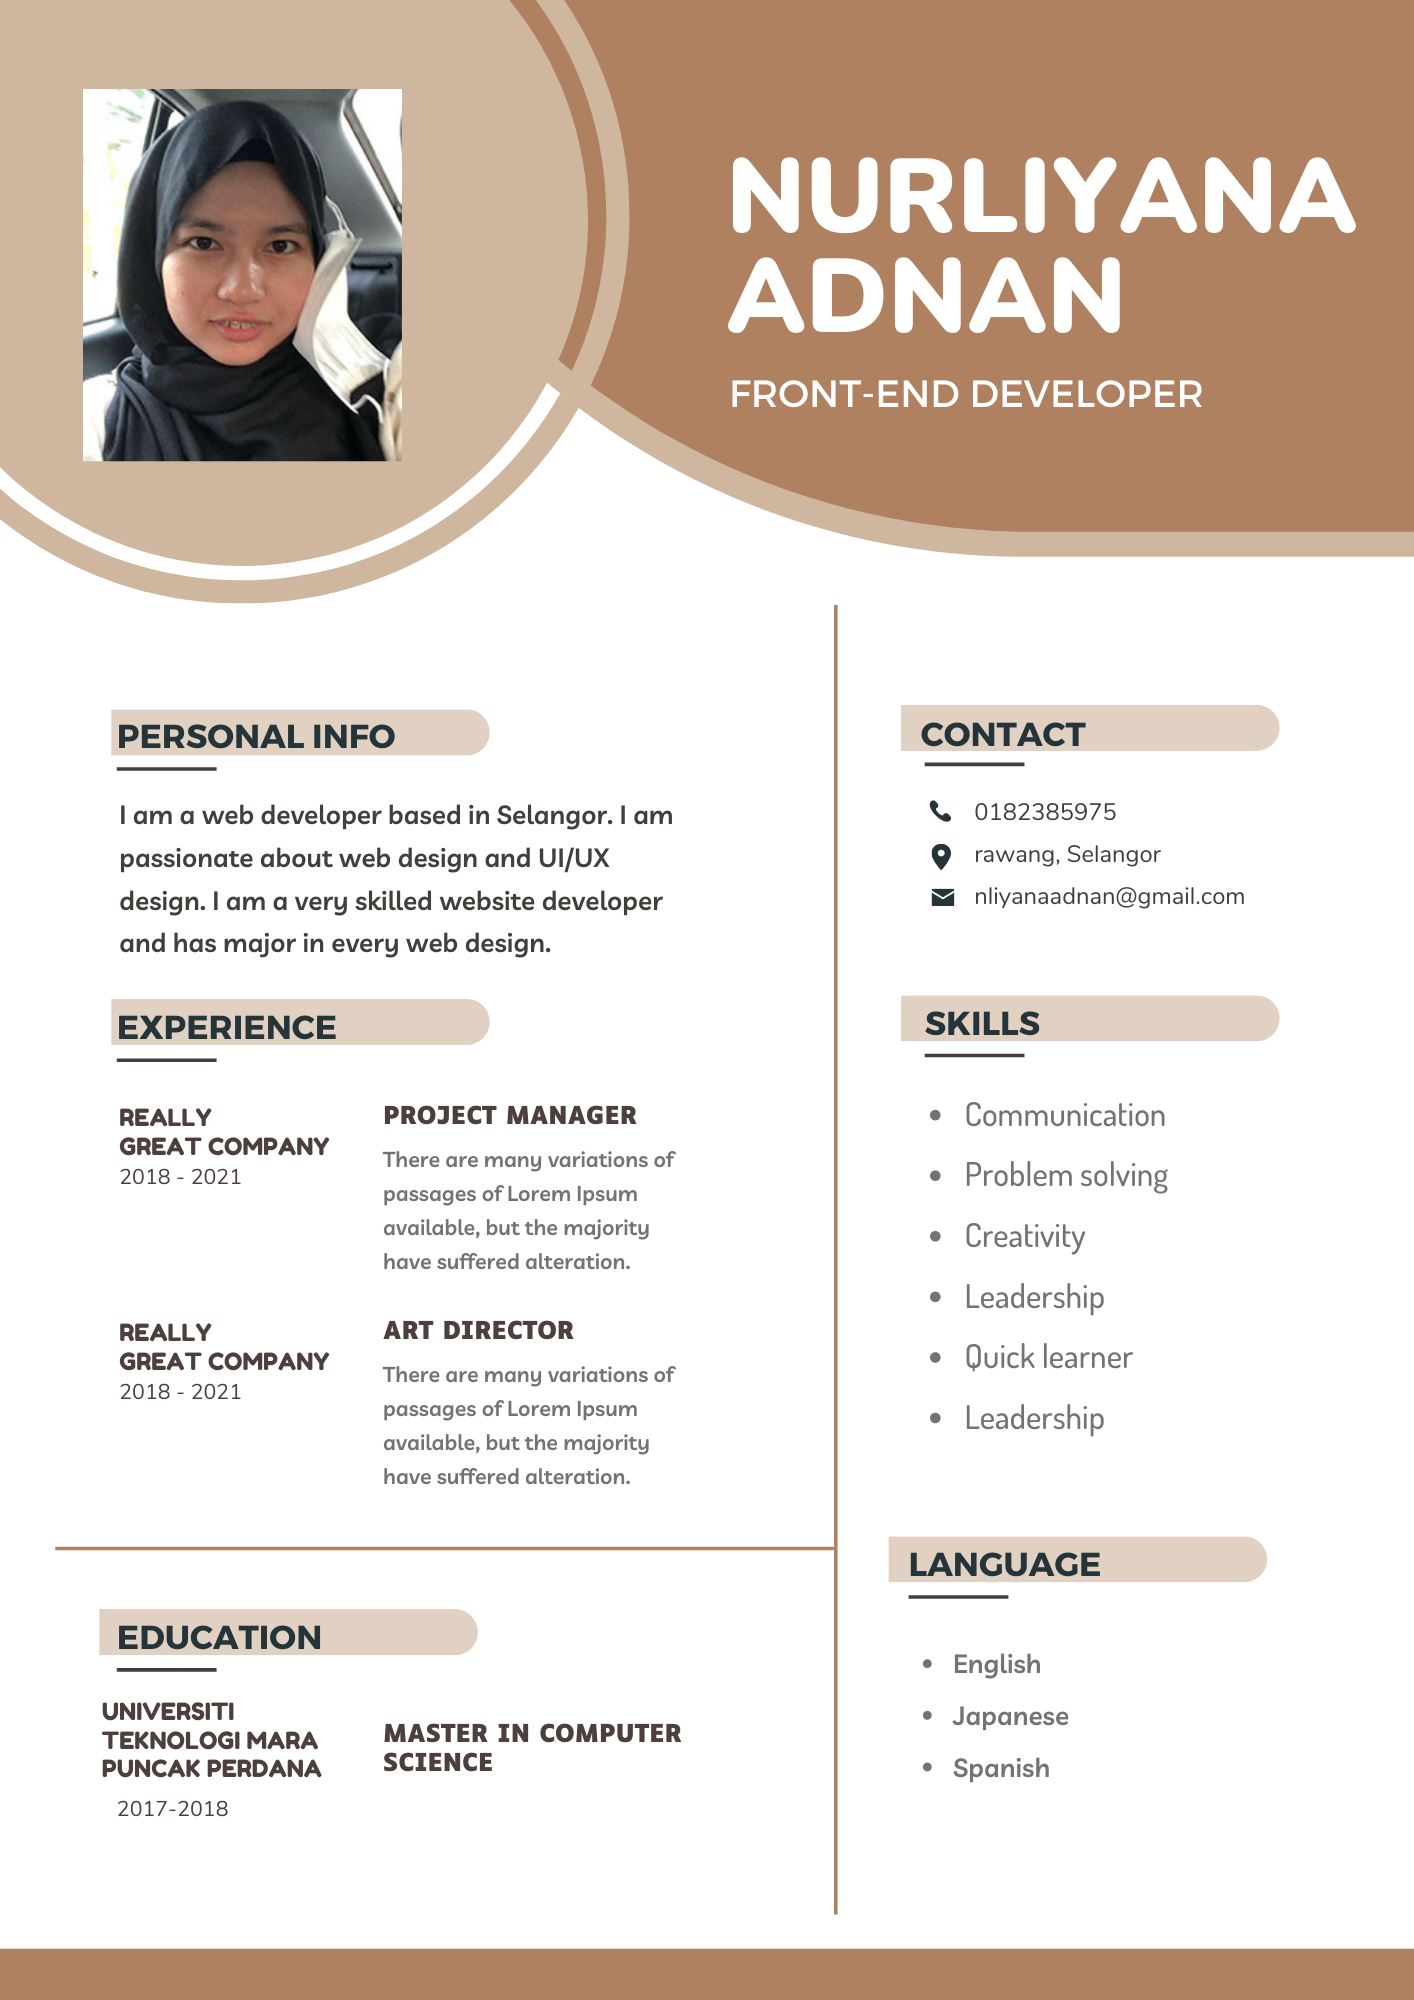 NURLIYANA
ADNAN
FRONT-END DEVELOPER
PERSONAL INFO
I am a web developer based in Selangor. I am
passionate about web design and UI/UX
design. I am a very skilled website developer
and has major in every web design.
EXPERIENCE
REALLY
GREAT COMPANY
2018 - 2021
PROJECT MANAGER
There are many variations of
passages of Lorem Ipsum
available, but the majority
have suffered alteration.
REALLY
GREAT COMPANY
2018 - 2021
ART DIRECTOR
There are many variations of
passages of Lorem Ipsum
available, but the majority
have suffered alteration.
EDUCATION
UNIVERSITI
TEKNOLOGI MARA
PUNCAK PERDANA
2017-2018
MASTER IN COMPUTER
SCIENCE
CONTACT
0182385975
rawang, Selangor
nliyanaadnan@gmail.com
SKILLS
• Communication
• Problem solving
• Creativity
• Leadership
• Quick learner
• Leadership
LANGUAGE
• English
• Japanese
• Spanish